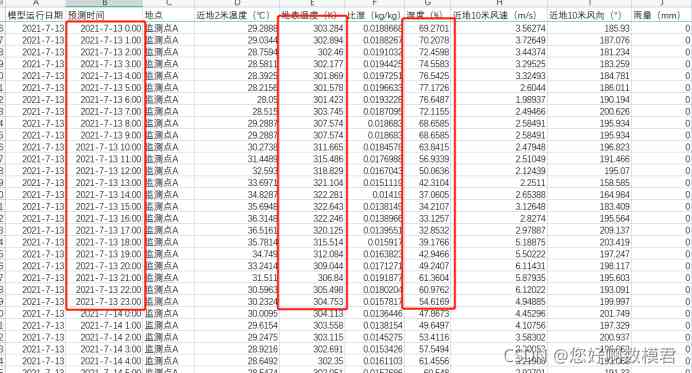 A B C D E F G H I J
模型运行日期 预测时间 地点 近地2米温度（℃） 地表温度（K） 比湿（kg/kg） 湿度（%） 近地10米风速（m/s） 近地10米风向（°） 雨量（mm）
2021-7-13 2021-7-13 0:00 监测点A 29.2888 303.284 0.0188668 69.2701 3.56274 185.93 0
2021-7-13 2021-7-13 1:00 监测点A 29.0344 302.894 0.0188267 70.2078 3.72649 187.076 0
2021-7-13 2021-7-13 2:00 监测点A 28.7594 302.46 0.0191032 72.4598 3.44374 181.234 0
2021-7-13 2021-7-13 3:00 监测点A 28.5831 302.177 0.0194425 74.5583 3.29525 183.259 0
2021-7-13 2021-7-13 4:00 监测点A 28.3925 301.869 0.0197251 76.5425 3.32493 184.781 0
2021-7-13 2021-7-13 5:00 监测点A 28.2156 301.578 0.0196633 77.1726 2.6044 186.011 0
2021-7-13 2021-7-13 6:00 监测点A 28.05 301.423 0.0193228 76.6487 1.98937 190.194 0
2021-7-13 2021-7-13 7:00 监测点A 28.515 303.745 0.0187095 72.1155 2.49466 200.626 0
2021-7-13 2021-7-13 8:00 监测点A 29.2887 307.574 0.018683 68.6585 2.58491 195.934 0
2021-7-13 2021-7-13 9:00 监测点A 29.2887 307.574 0.018683 68.6585 2.58491 195.934 0
2021-7-13 2021-7-13 10:00 监测点A 30.2738 311.665 0.0184578 63.8415 2.47948 196.823 0
2021-7-13 2021-7-13 11:00 监测点A 31.4489 315.486 0.0176988 56.9339 2.51049 191.466 0
2021-7-13 2021-7-13 12:00 监测点A 32.593 318.829 0.0167043 50.0636 2.12439 195.07 0
2021-7-13 2021-7-13 13:00 监测点A 33.6971 321.104 0.0151119 42.3104 2.2511 158.585 0
2021-7-13 2021-7-13 14:00 监测点A 34.8287 322.281 0.01419 37.0605 2.65388 164.984 0
2021-7-13 2021-7-13 15:00 监测点A 35.6948 322.643 0.0138149 34.2107 3.12648 183.409 0
2021-7-13 2021-7-13 16:00 监测点A 36.3148 322.246 0.0138966 33.1257 2.8274 195.564 0
2021-7-13 2021-7-13 17:00 监测点A 36.5161 320.125 0.0139551 32.8532 2.97887 209.137 0
2021-7-13 2021-7-13 18:00 监测点A 35.7814 315.514 0.015917 39.1766 5.18875 203.419 0
2021-7-13 2021-7-13 19:00 监测点A 34.749 312.084 0.0163823 42.9466 5.50222 197.247 0
2021-7-13 2021-7-13 20:00 监测点A 33.2414 309.044 0.0171271 49.2407 6.11431 198.117 0
2021-7-13 2021-7-13 21:00 监测点A 31.511 306.84 0.0191877 61.3604 5.87935 195.603 0
2021-7-13 2021-7-13 22:00 监测点A 30.5963 305.498 0.0180204 60.9762 6.12022 193.091 0
2021-7-13 2021-7-13 23:00 监测点A 30.2324 304.753 0.0157817 54.6169 4.94885 199.997 0
2021-7-13 2021-7-14 0:00 监测点A 30.0095 304.113 0.0136446 47.8673 4.45296 201.749 0
2021-7-13 2021-7-14 1:00 监测点A 29.6154 303.558 0.0138154 49.6497 4.10756 197.329 0
2021-7-13 2021-7-14 2:00 监测点A 29.2475 303.115 0.0145275 53.4116 3.58302 200.937 0
2021-7-13 2021-7-14 3:00 监测点A 28.9216 302.691 0.0153426 57.5494
2021-7-13 2021-7-14 4:00 监测点A 28.6492 302.35 0.0161103 61.4556
CSDN @您好啊数模君